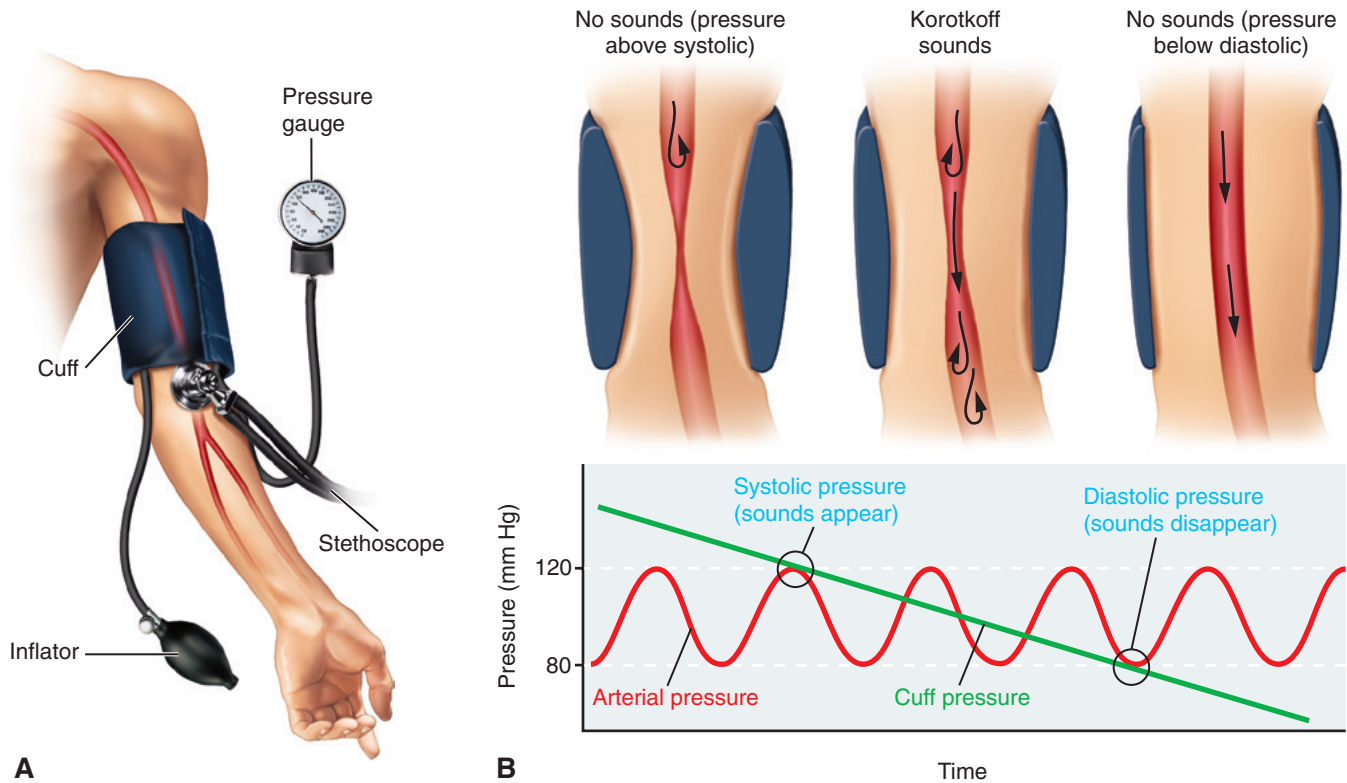 Pressure
gauge
Cuff
Stethoscope
Inflator
A
No sounds (pressure
above systolic)
Korotkoff
sounds
No sounds (pressure
below diastolic)
Pressure (mm Hg)
120
80
Systolic pressure
(sounds appear)
Diastolic pressure
(sounds disappear)
Arterial pressure
Cuff pressure
B
Time